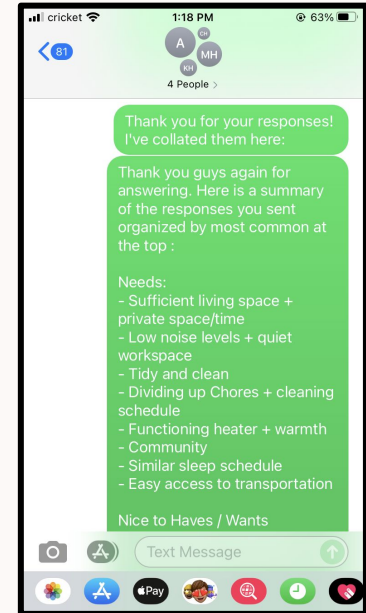 cricket 1:18 PM 63%
81
A CH MH KH
4 People >
Thank you for your responses!
I've collated them here:
Thank you guys again for
answering. Here is a summary
of the responses you sent
organized by most common at
the top :
Needs:
- Sufficient living space +
private space/time
- Low noise levels + quiet
workspace
- Tidy and clean
- Dividing up Chores + cleaning
schedule
- Functioning heater + warmth
- Community
- Similar sleep schedule
- Easy access to transportation
Nice to Haves / Wants
Text Message
Pay